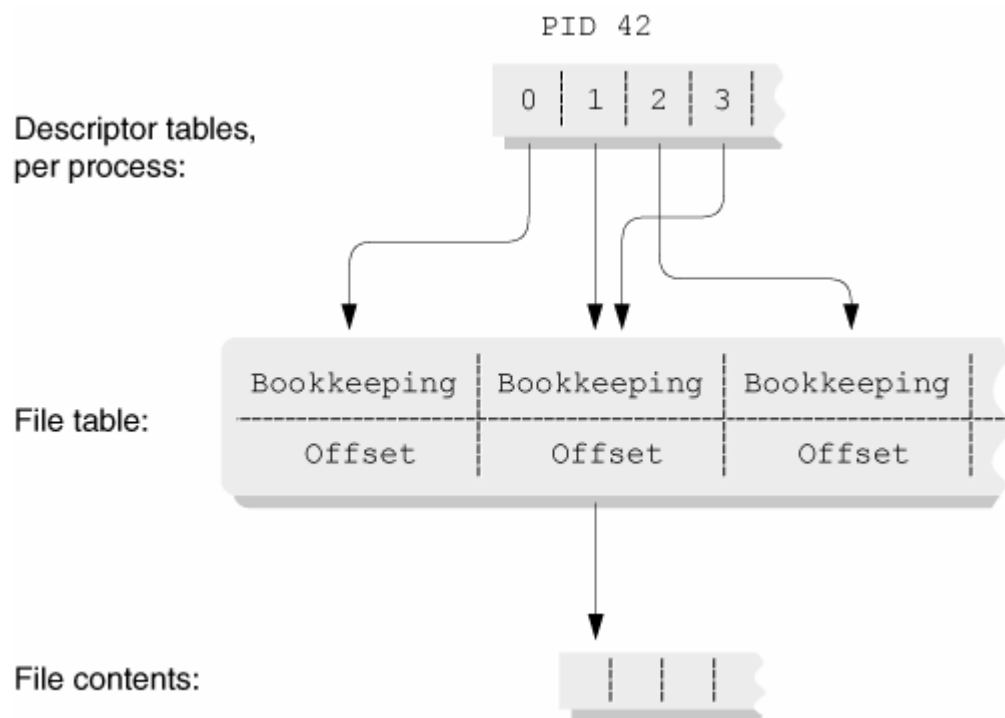 PID 42
0 1 2 3
Descriptor tables,
per process:
Bookkeeping Bookkeeping Bookkeeping
File table:
Offset Offset Offset
File contents: